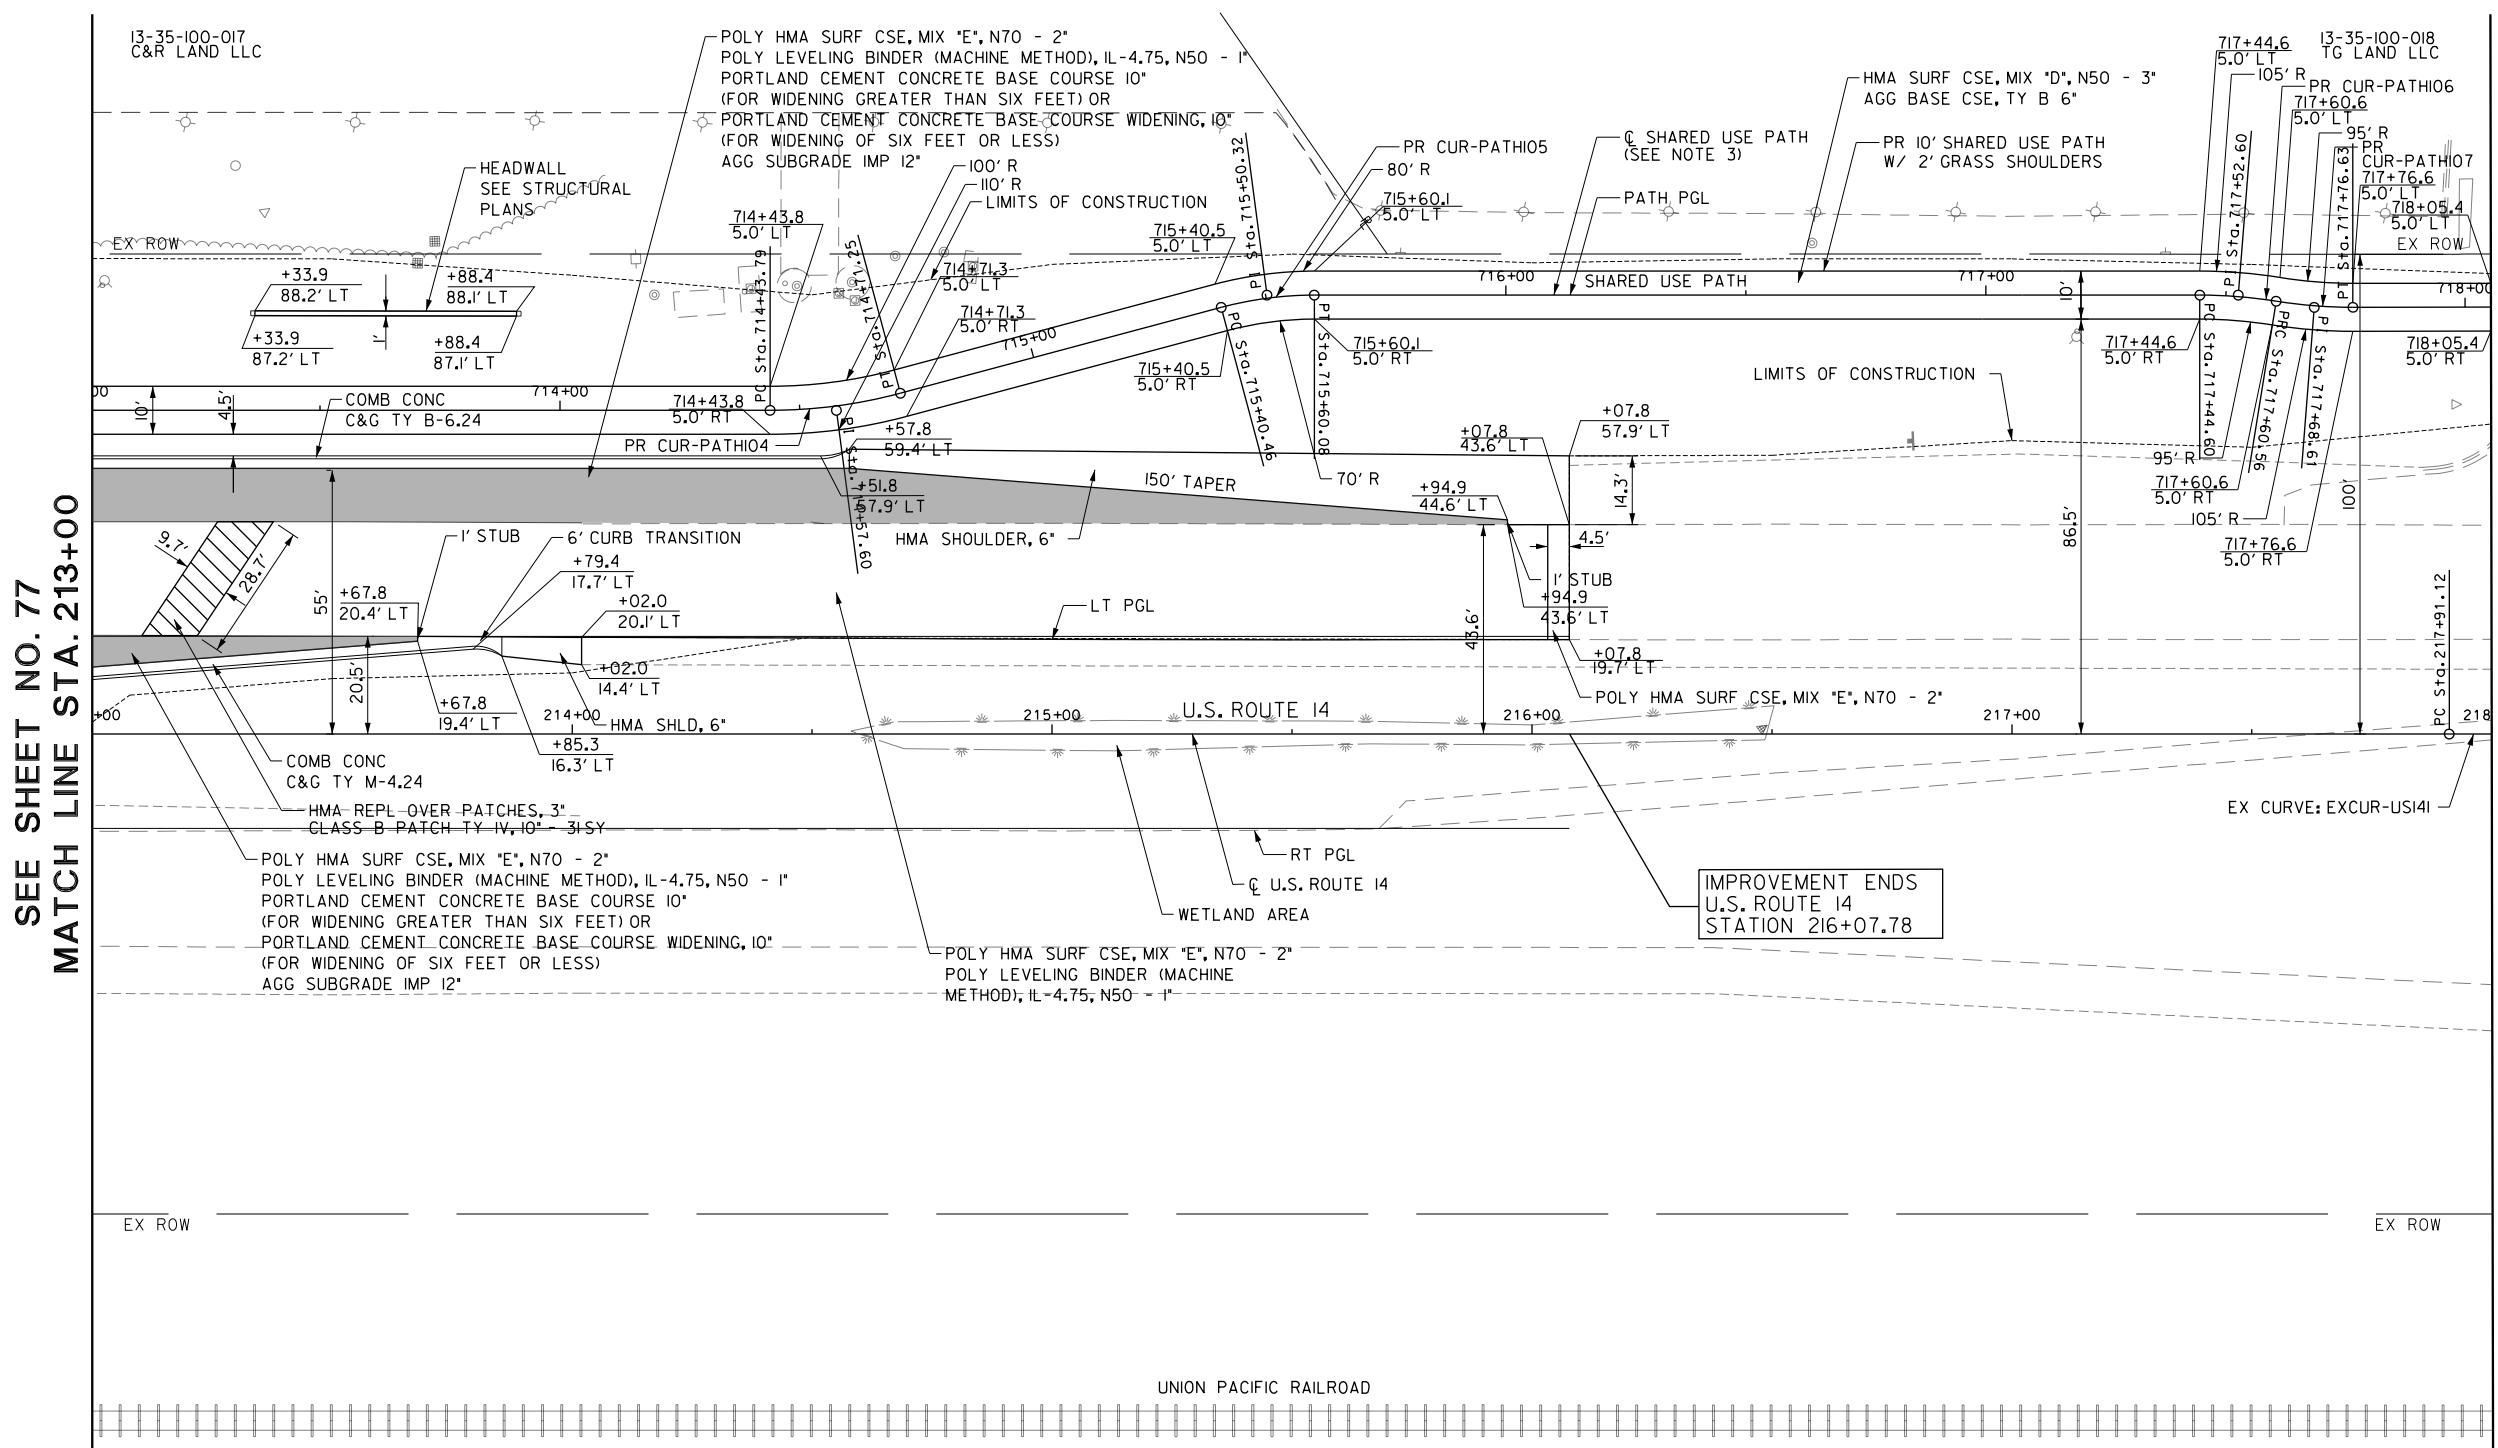 13-35-100-017
C&R LAND LLC
POLY HMA SURF CSE, MIX "E", N70 - 2"
POLY LEVELING BINDER (MACHINE METHOD), IL-4.75, N50 - 1"
PORTLAND CEMENT CONCRETE BASE COURSE 10"
(FOR WIDENING GREATER THAN SIX FEET) OR
PORTLAND CEMENT CONCRETE BASE COURSE WIDENING, 10"
(FOR WIDENING OF SIX FEET OR LESS)
AGG SUBGRADE IMP 12"
HMA SURF CSE, MIX "D", N50 - 3"
AGG BASE CSE, TY B 6"
717+44.6
5.0' LT
13-35-100-018
TG LAND LLC
105' R
PR CUR-PATH106
717+60.6
5.0' LT
95' R
PR
CUR-PATH107
717+76.6
5.0' LT
718+05.4
5.0' LT
EX ROW
HEADWALL
SEE STRUCTURAL
PLANS
100' R
110' R
LIMITS OF CONSTRUCTION
PR CUR-PATH105
80' R
℄ SHARED USE PATH
(SEE NOTE 3)
PATH PGL
PR 10' SHARED USE PATH
W/ 2' GRASS SHOULDERS
PI Sta. 715+50.32
PI Sta. 717+52.60
PT Sta. 717+76.63
EX ROW
714+43.8
5.0' LT
715+40.5
5.0' LT
715+60.1
5.0' LT
+33.9
88.2' LT
+88.4
88.1' LT
714+71.3
5.0' LT
+33.9
87.2' LT
1'
+88.4
87.1' LT
PC Sta. 714+43.79
PT Sta. 714+71.25
714+71.3
5.0' RT
715+00
716+00
SHARED USE PATH
717+00
10'
718+00
PC Sta. 715+40.46
PT Sta. 715+60.08
715+40.5
5.0' RT
715+60.1
5.0' RT
717+44.6
5.0' RT
PC Sta. 717+44.60
PRC Sta. 717+60.56
PI Sta. 717+68.61
718+05.4
5.0' RT
LIMITS OF CONSTRUCTION
00
10'
4.5'
COMB CONC
C&G TY B-6.24
714+00
714+43.8
5.0' RT
PR CUR-PATH104
+57.8
59.4' LT
+07.8
43.6' LT
+07.8
57.9' LT
95' R
717+60.6
5.0' RT
105' R
717+76.6
5.0' RT
100'
86.5'
+51.8
57.9' LT
150' TAPER
70' R
+94.9
44.6' LT
14.3'
9.7'
28.7'
55'
1' STUB
6' CURB TRANSITION
+79.4
17.7' LT
HMA SHOULDER, 6"
4.5'
1' STUB
+94.9
43.6' LT
+67.8
20.4' LT
+02.0
20.1' LT
LT PGL
43.6'
20.5'
+02.0
14.4' LT
+07.8
19.7' LT
POLY HMA SURF CSE, MIX "E", N70 - 2"
PC Sta. 217+91.12
+00
+67.8
19.4' LT
214+00
HMA SHLD, 6"
215+00
U.S. ROUTE 14
216+00
217+00
218
+85.3
16.3' LT
COMB CONC
C&G TY M-4.24
HMA REPL OVER PATCHES, 3"
CLASS B PATCH TY IV, 10" - 31 SY
EX CURVE: EXCUR-US141
RT PGL
℄ U.S. ROUTE 14
WETLAND AREA
IMPROVEMENT ENDS
U.S. ROUTE 14
STATION 216+07.78
POLY HMA SURF CSE, MIX "E", N70 - 2"
POLY LEVELING BINDER (MACHINE METHOD), IL-4.75, N50 - 1"
PORTLAND CEMENT CONCRETE BASE COURSE 10"
(FOR WIDENING GREATER THAN SIX FEET) OR
PORTLAND CEMENT CONCRETE BASE COURSE WIDENING, 10"
(FOR WIDENING OF SIX FEET OR LESS)
AGG SUBGRADE IMP 12"
POLY HMA SURF CSE, MIX "E", N70 - 2"
POLY LEVELING BINDER (MACHINE
METHOD), IL-4.75, N50 - 1"
SEE SHEET NO. 77
MATCH LINE STA. 213+00
EX ROW
EX ROW
UNION PACIFIC RAILROAD